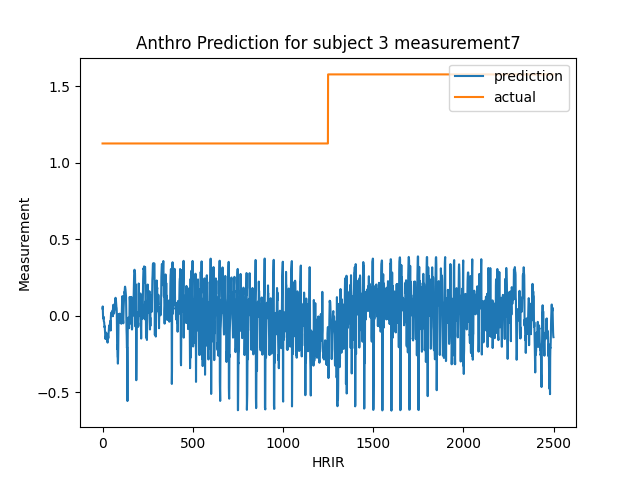 Anthro Prediction for subject 3 measurement7
prediction
actual
1.5
1.0
0.5
0.0
−0.5
Measurement
0
500
1000
1500
2000
2500
HRIR